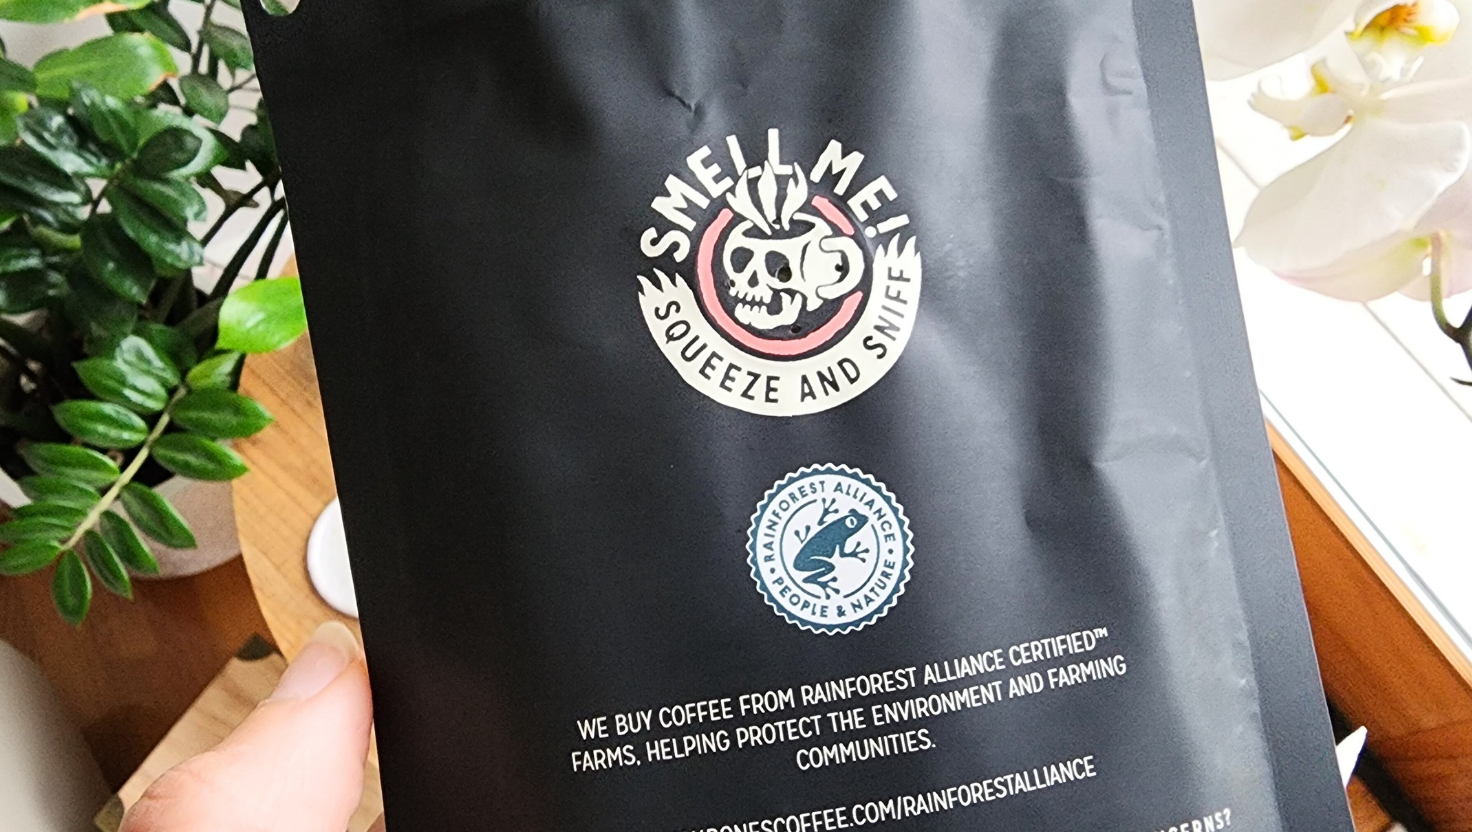 SMELL ME!
SQUEEZE AND SNIFF
RAINFOREST ALLIANCE
PEOPLE & NATURE
WE BUY COFFEE FROM RAINFOREST ALLIANCE CERTIFIED™
FARMS, HELPING PROTECT THE ENVIRONMENT AND FARMING
COMMUNITIES.
BONESCOFFEE.COM/RAINFORESTALLIANCE